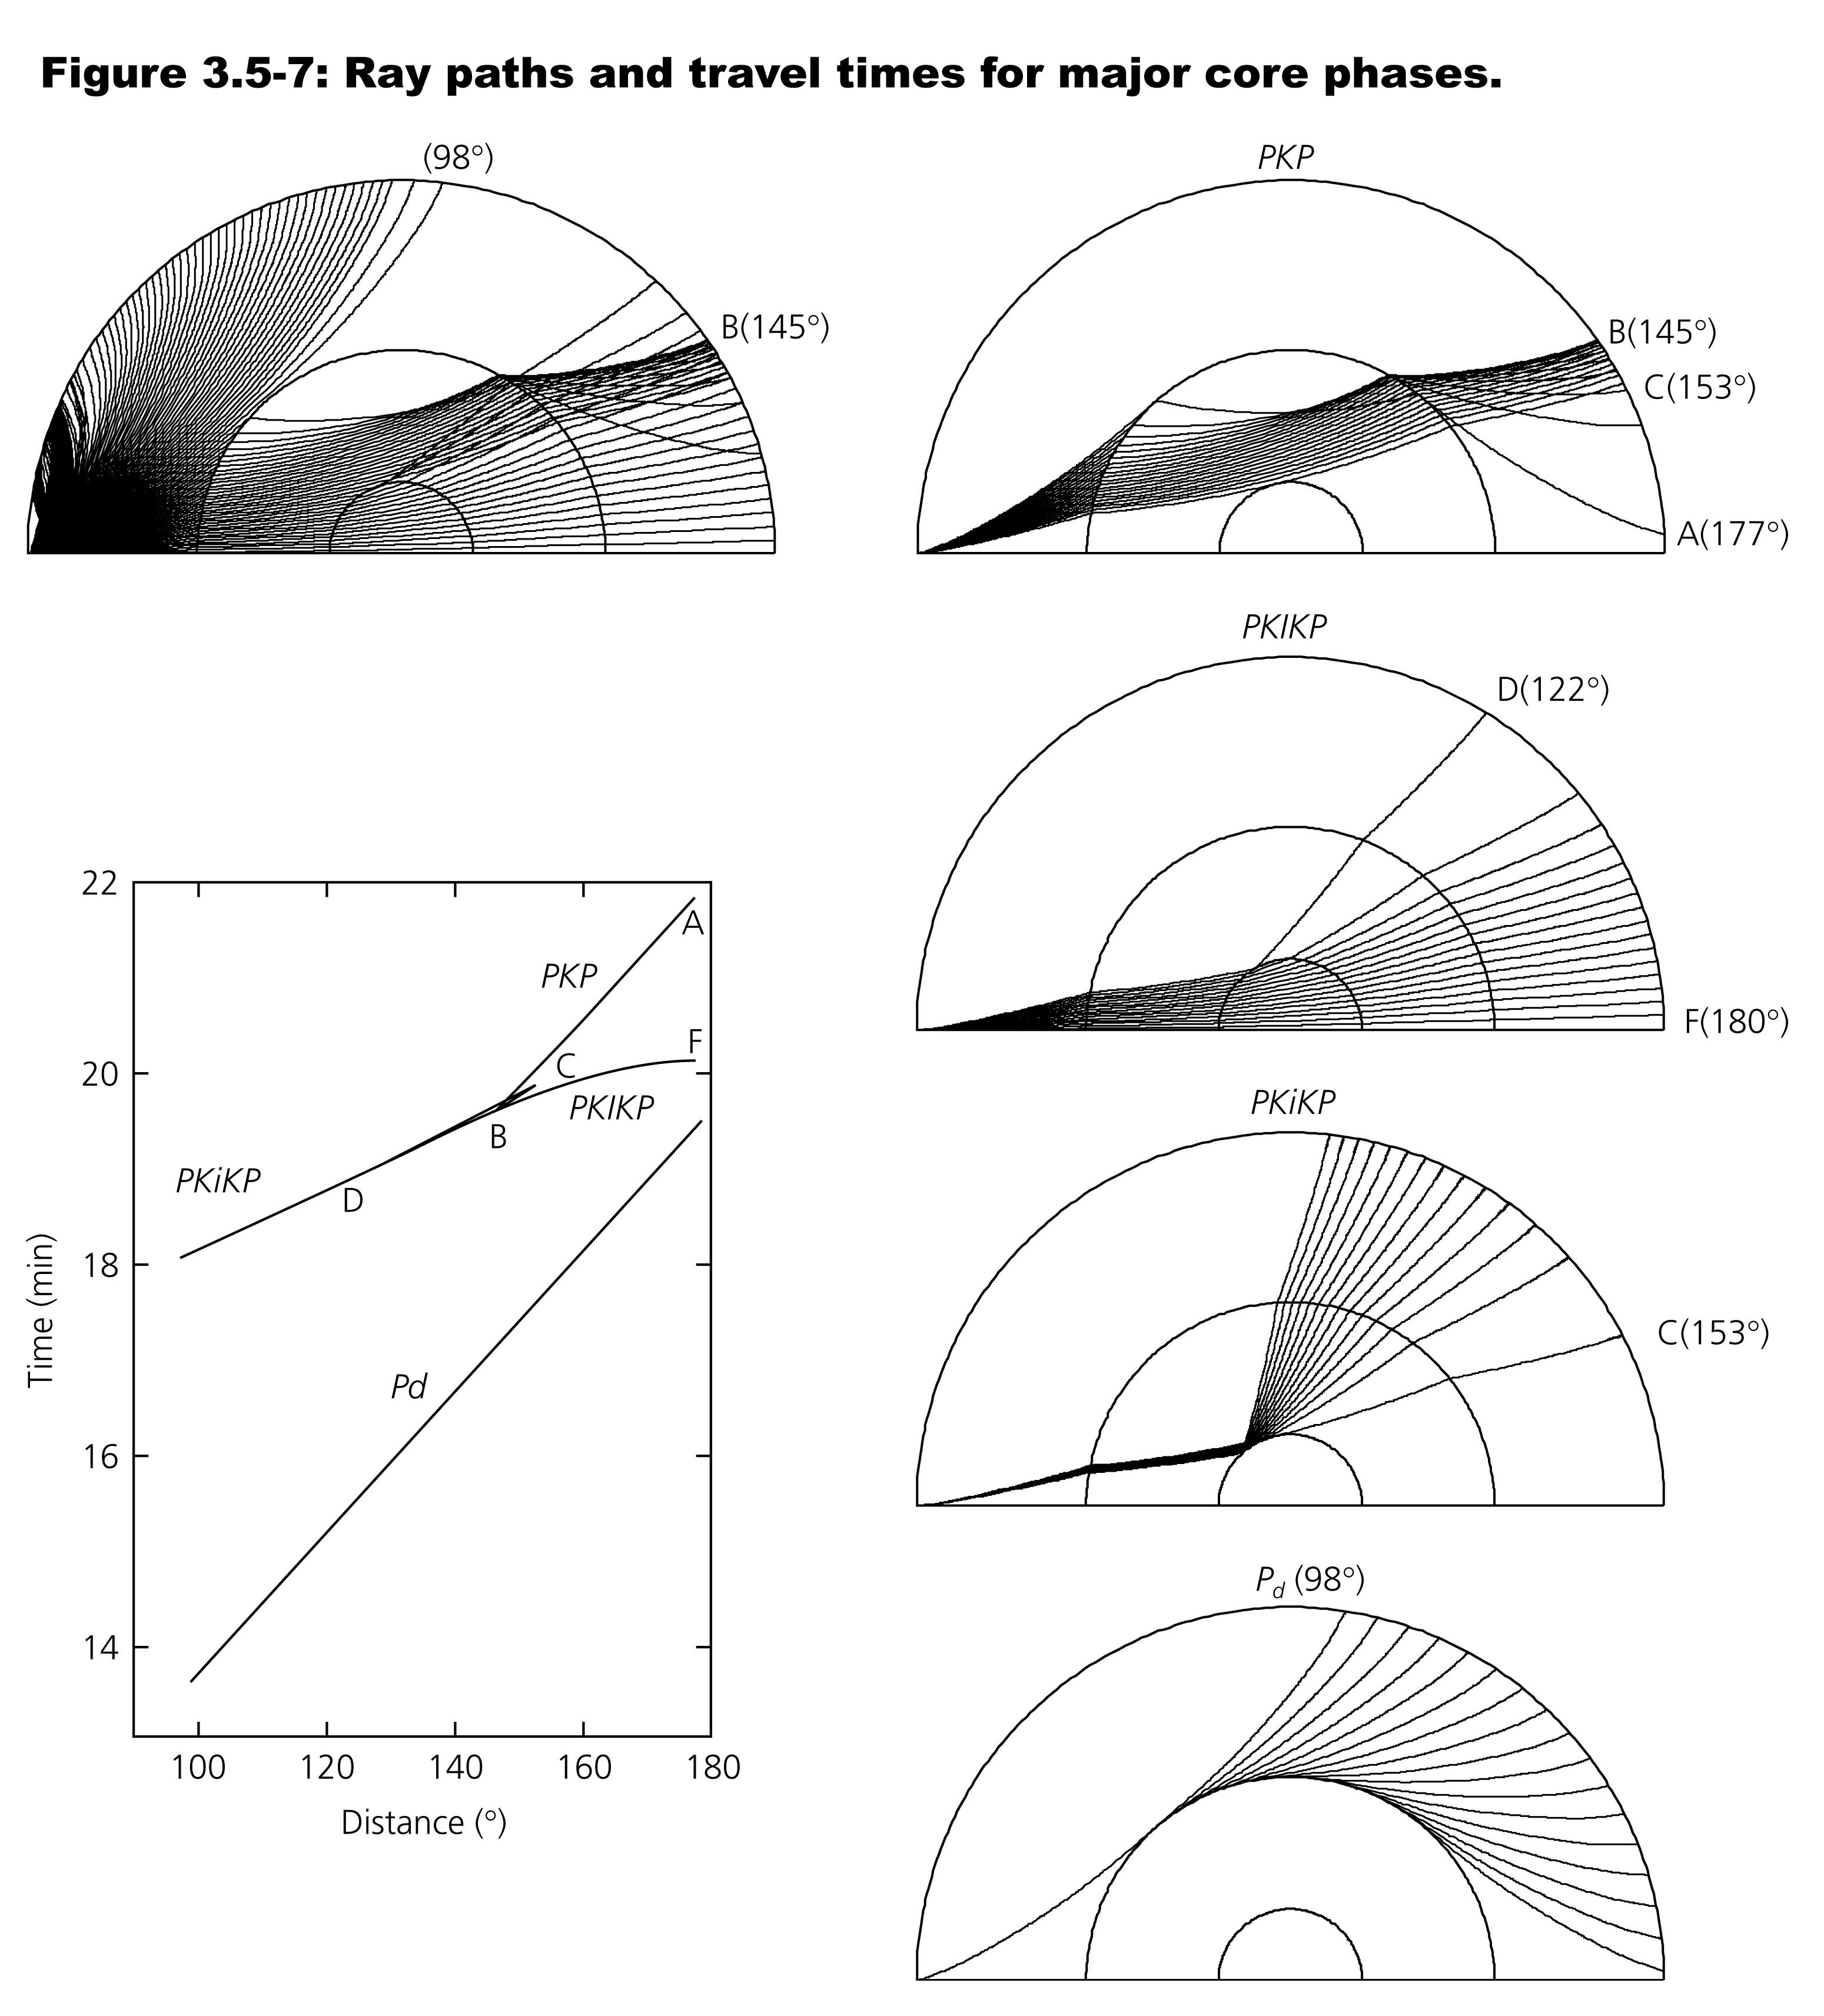 Figure 3.5-7: Ray paths and travel times for major core phases.
(98°)
B(145°)
PKP
B(145°)
C(153°)
A(177°)
PKIKP
D(122°)
F(180°)
PKiKP
C(153°)
Pd (98°)
22
20
18
16
14
Time (min)
A
PKP
F
C
PKIKP
B
PKiKP
D
Pd
100 120 140 160 180
Distance (°)